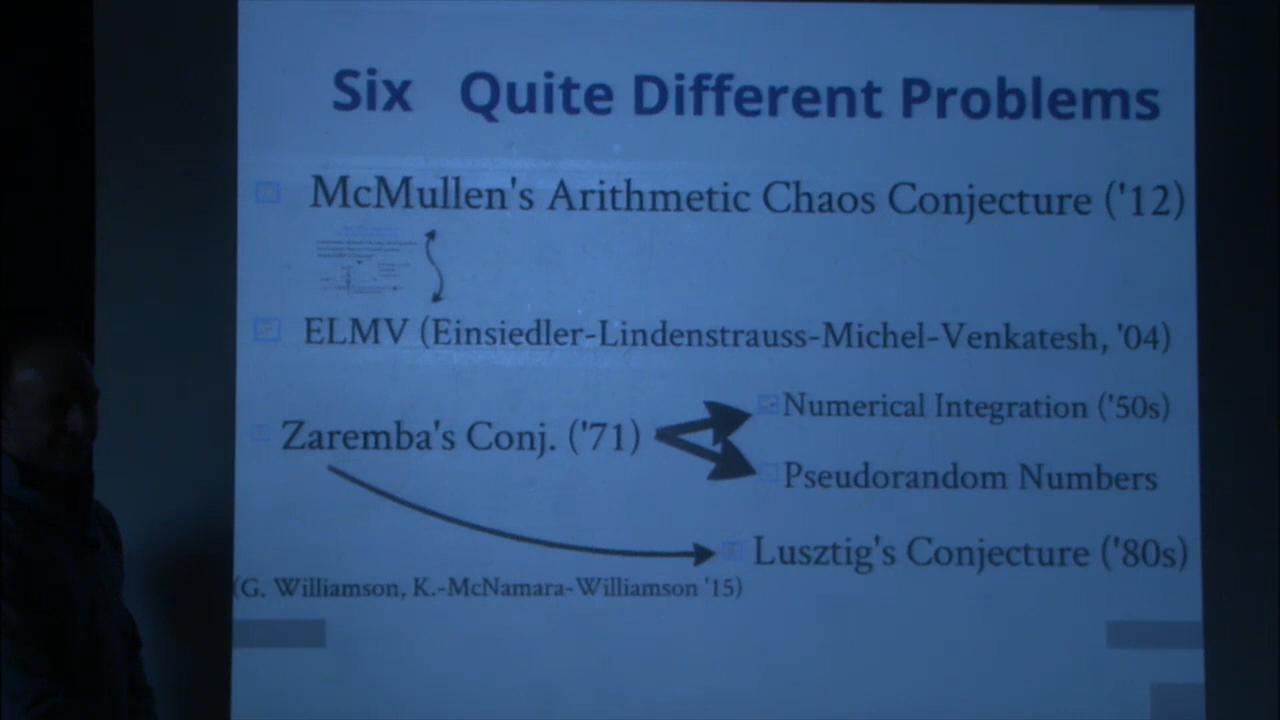 Six Quite Different Problems
McMullen's Arithmetic Chaos Conjecture ('12)
ELMV (Einsiedler-Lindenstrauss-Michel-Venkatesh, '04)
Numerical Integration ('50s)
Zaremba's Conj. ('71)
Pseudorandom Numbers
Lusztig's Conjecture ('80s)
(G. Williamson, K.-McNamara-Williamson '15)